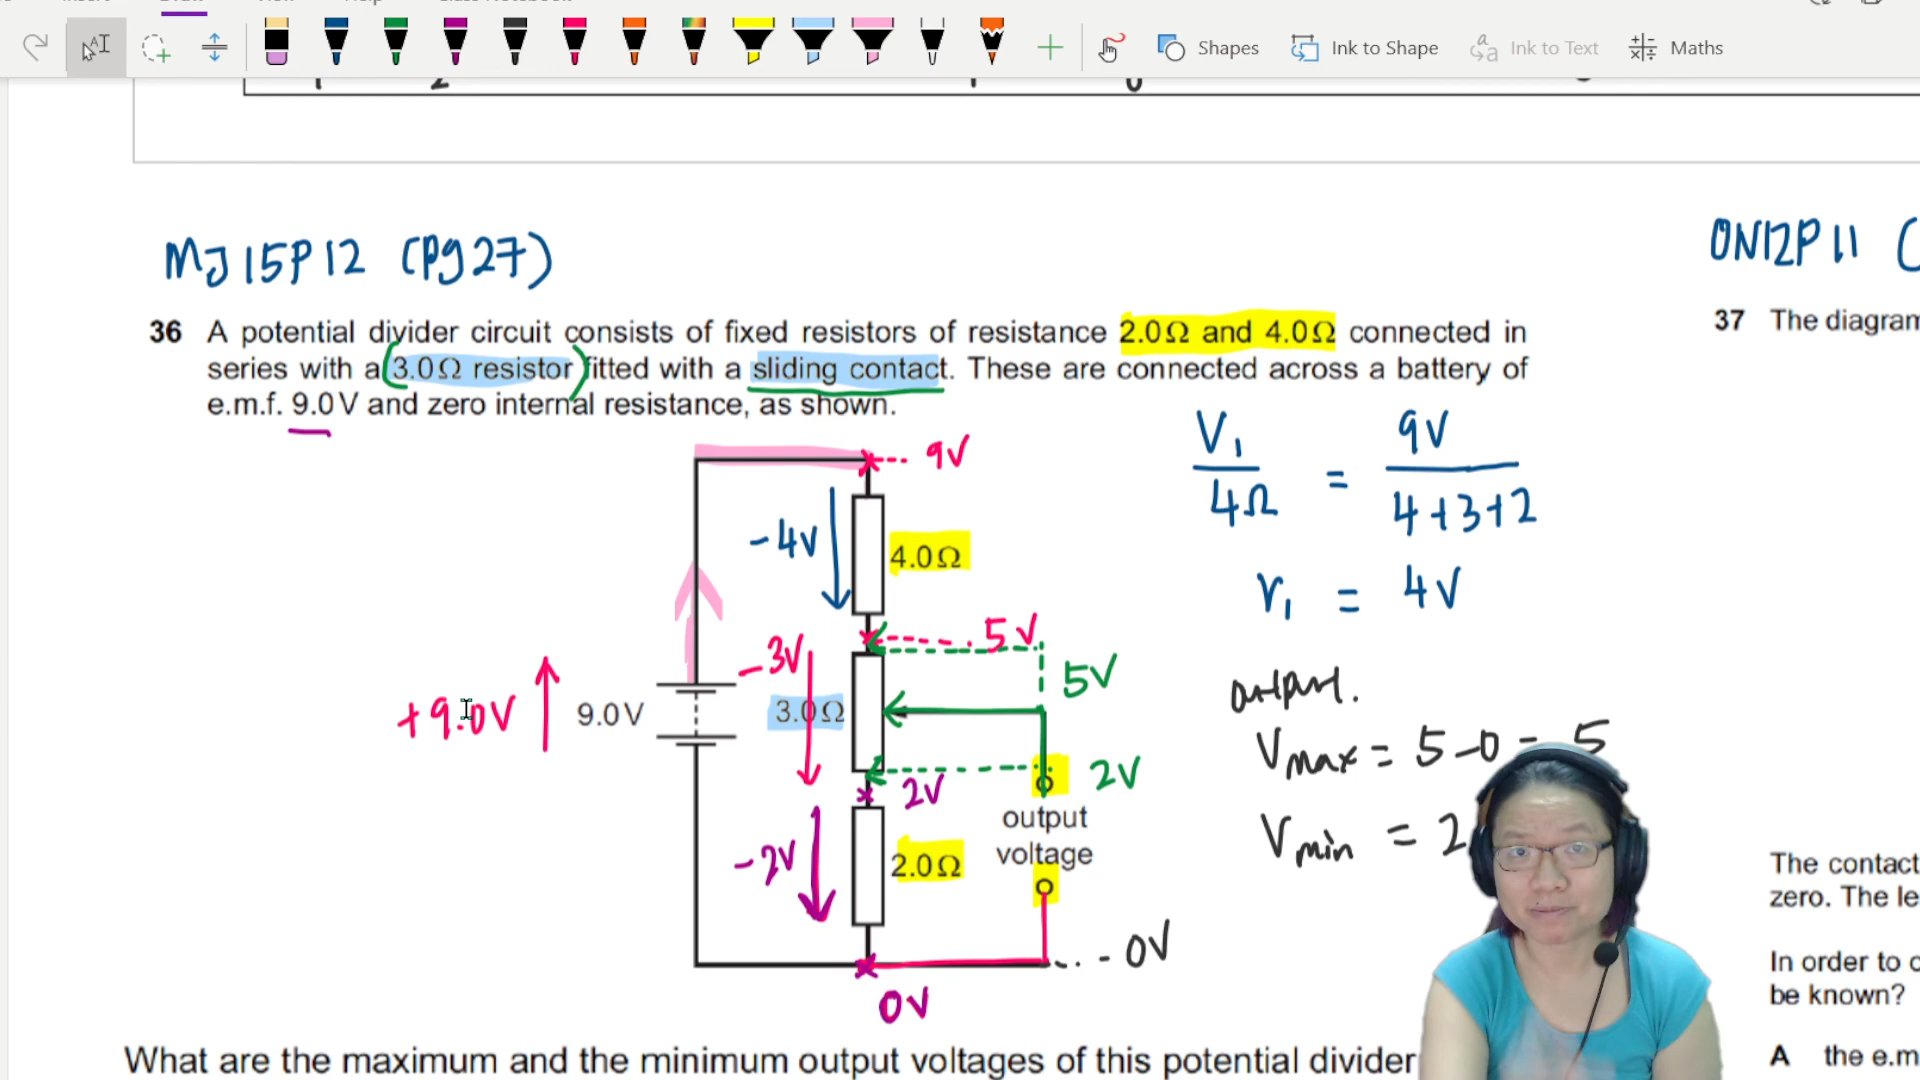 Shapes
Ink to Shape
Ink to Text
Maths
MJ15P12 (Pg27)
ON12P11 (
36 A potential divider circuit consists of fixed resistors of resistance 2.0Ω and 4.0Ω connected in
series with a 3.0Ω resistor fitted with a sliding contact. These are connected across a battery of
e.m.f. 9.0V and zero internal resistance, as shown.
37 The diagram
9V
-4V
4.0Ω
5V
-3V
5V
+9.0V
9.0V
3.0Ω
2V
2V
output
voltage
-2V
2.0Ω
0V
0V
V1 / 4Ω = 9V / 4+3+2
V1 = 4V
output.
Vmax = 5-0 = 5
Vmin = 2
The contact
zero. The le
In order to c
be known?
A the e.m
What are the maximum and the minimum output voltages of this potential divider